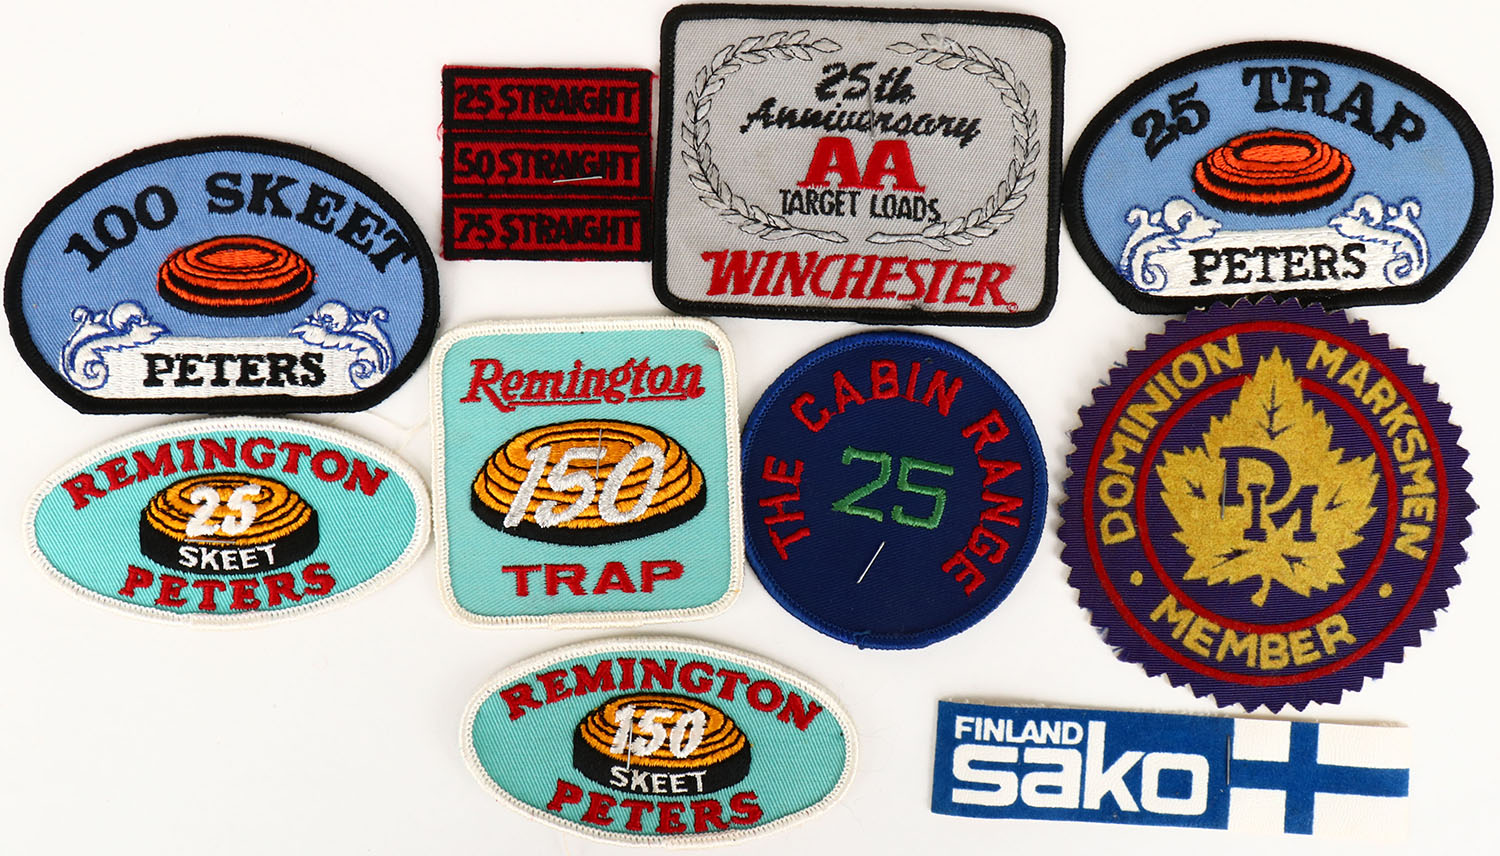 25 STRAIGHT
50 STRAIGHT
75 STRAIGHT
25th
Anniversary
AA
TARGET LOADS
WINCHESTER
25 TRAP
PETERS
100 SKEET
PETERS
Remington
150
TRAP
THE CABIN RANGE
25
DOMINION MARKSMEN
DM
• MEMBER •
REMINGTON
25
SKEET
PETERS
REMINGTON
150
SKEET
PETERS
FINLAND
sako